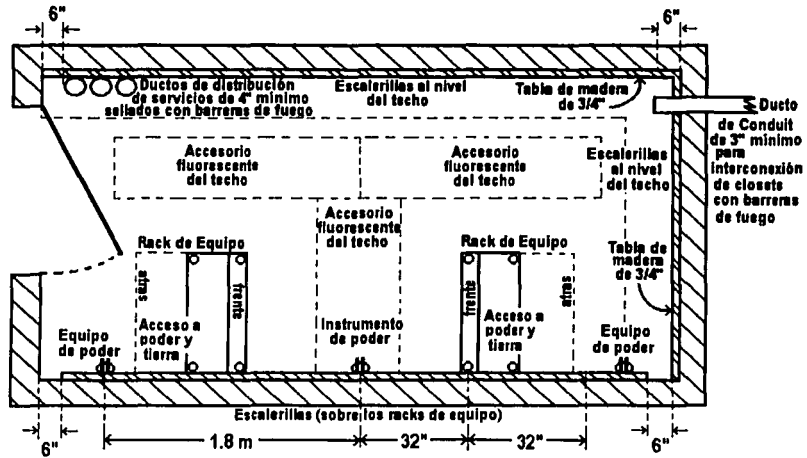 6"
6"
Ductos de distribución
de servicios de 4" mínimo
sellados con barreras de fuego
Escalerillas al nivel
del techo
Tabla de madera
de 3/4"
Ducto
de Conduit
de 3" mínimo
para
interconexión
de closets
con barreras
de fuego
Accesorio
fluorescente
del techo
Accesorio
fluorescente
del techo
Escalerillas
al nivel
del techo
Accesorio
fluorescente
del techo
Rack de Equipo
Rack de Equipo
Tabla de
madera
de 3/4"
atras
frente
frente
atras
Acceso a
poder y
tierra
Acceso a
poder y
tierra
Equipo
de poder
Instrumento
de poder
Equipo
de poder
Escalerillas (sobre los racks de equipo)
6"
1.8 m
32"
32"
6"